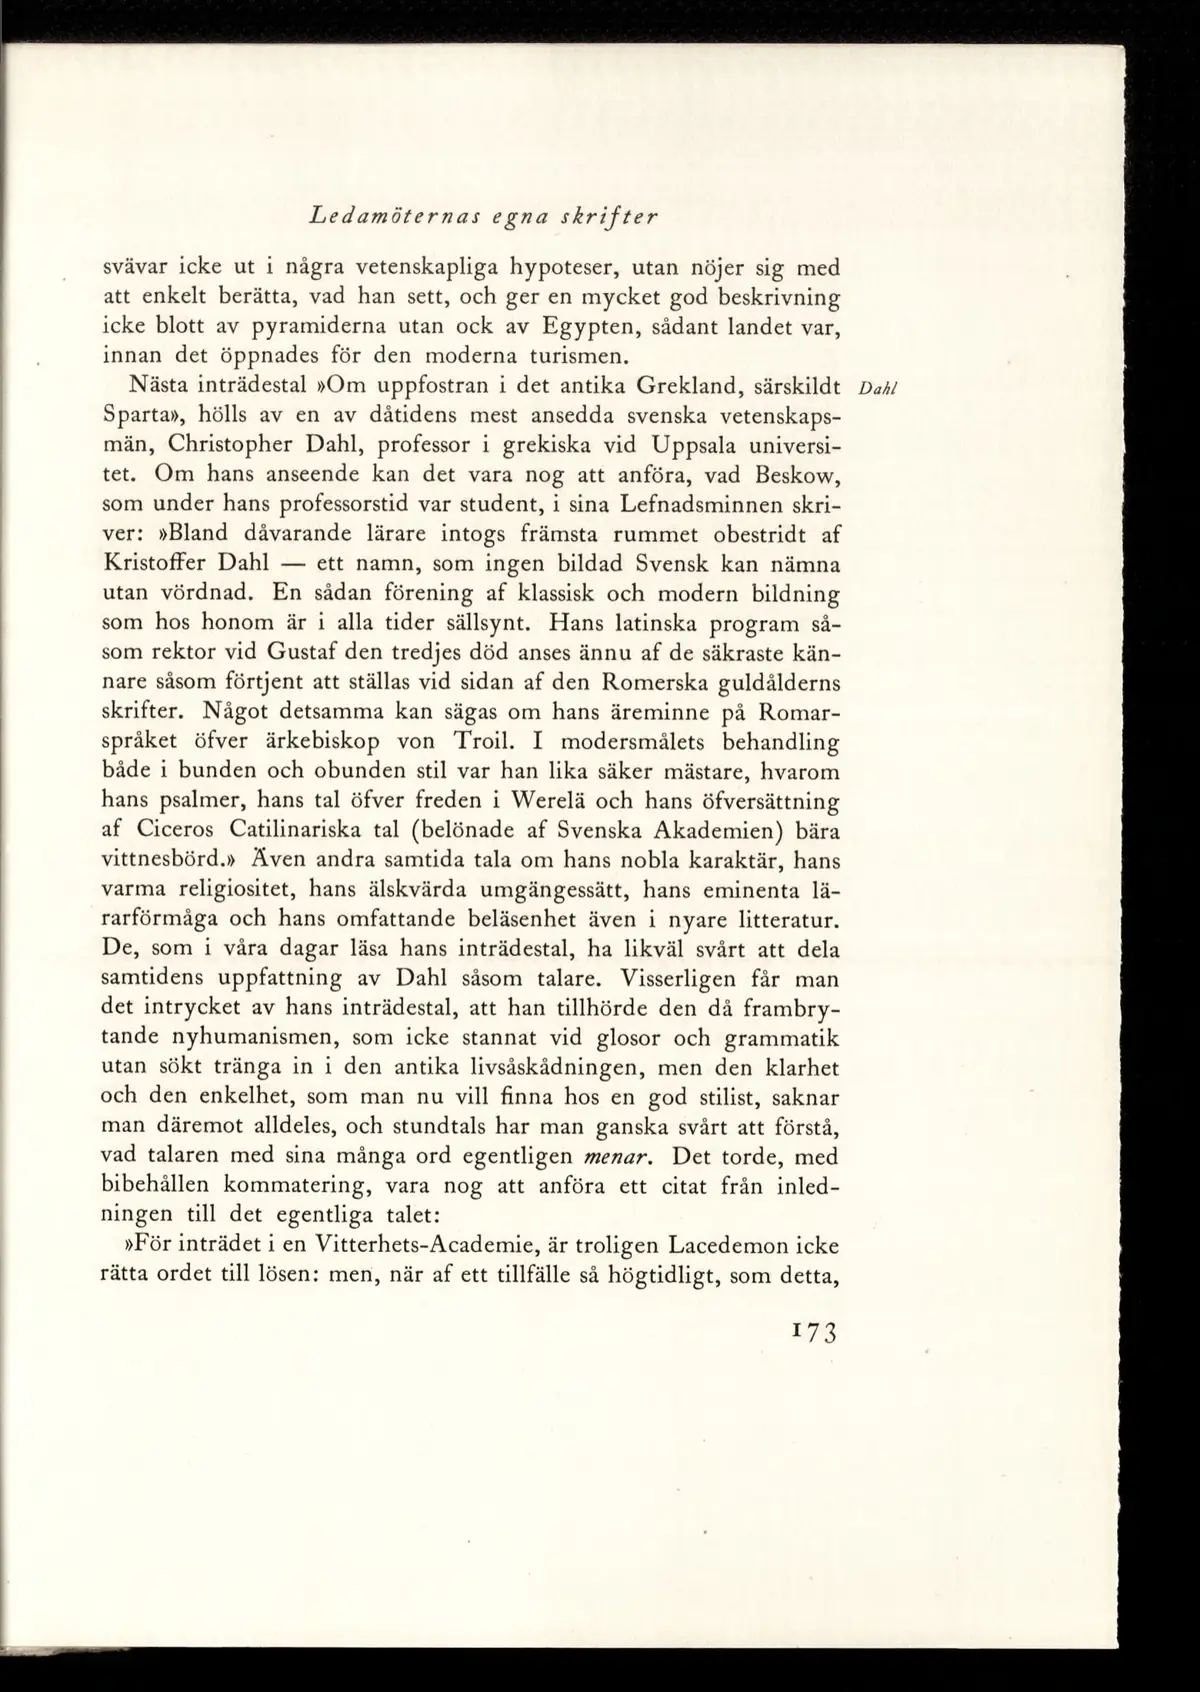 Ledamöternas egna skrifter
svävar icke ut i några vetenskapliga hypoteser, utan nöjer sig med
att enkelt berätta, vad han sett, och ger en mycket god beskrivning
icke blott av pyramiderna utan ock av Egypten, sådant landet var,
innan det öppnades för den moderna turismen.
Nästa inträdestal »Om uppfostran i det antika Grekland, särskildt Dahl
Sparta», hölls av en av dåtidens mest ansedda svenska vetenskaps-
män, Christopher Dahl, professor i grekiska vid Uppsala universi-
tet. Om hans anseende kan det vara nog att anföra, vad Beskow,
som under hans professorstid var student, i sina Lefnadsminnen skri-
ver: »Bland dåvarande lärare intogs främsta rummet obestridt af
Kristoffer Dahl — ett namn, som ingen bildad Svensk kan nämna
utan vördnad. En sådan förening af klassisk och modern bildning
som hos honom är i alla tider sällsynt. Hans latinska program så-
som rektor vid Gustaf den tredjes död anses ännu af de säkraste kän-
nare såsom förtjent att ställas vid sidan af den Romerska guldålderns
skrifter. Något detsamma kan sägas om hans äreminne på Romar-
språket öfver ärkebiskop von Troil. I modersmålets behandling
både i bunden och obunden stil var han lika säker mästare, hvarom
hans psalmer, hans tal öfver freden i Werelä och hans öfversättning
af Ciceros Catilinariska tal (belönade af Svenska Akademien) bära
vittnesbörd.» Även andra samtida tala om hans nobla karaktär, hans
varma religiositet, hans älskvärda umgängessätt, hans eminenta lä-
rarförmåga och hans omfattande beläsenhet även i nyare litteratur.
De, som i våra dagar läsa hans inträdestal, ha likväl svårt att dela
samtidens uppfattning av Dahl såsom talare. Visserligen får man
det intrycket av hans inträdestal, att han tillhörde den då frambry-
tande nyhumanismen, som icke stannat vid glosor och grammatik
utan sökt tränga in i den antika livsåskådningen, men den klarhet
och den enkelhet, som man nu vill finna hos en god stilist, saknar
man däremot alldeles, och stundtals har man ganska svårt att förstå,
vad talaren med sina många ord egentligen menar. Det torde, med
bibehållen kommatering, vara nog att anföra ett citat från inled-
ningen till det egentliga talet:
»För inträdet i en Vitterhets-Academie, är troligen Lacedemon icke
rätta ordet till lösen: men, när af ett tillfälle så högtidligt, som detta,
173